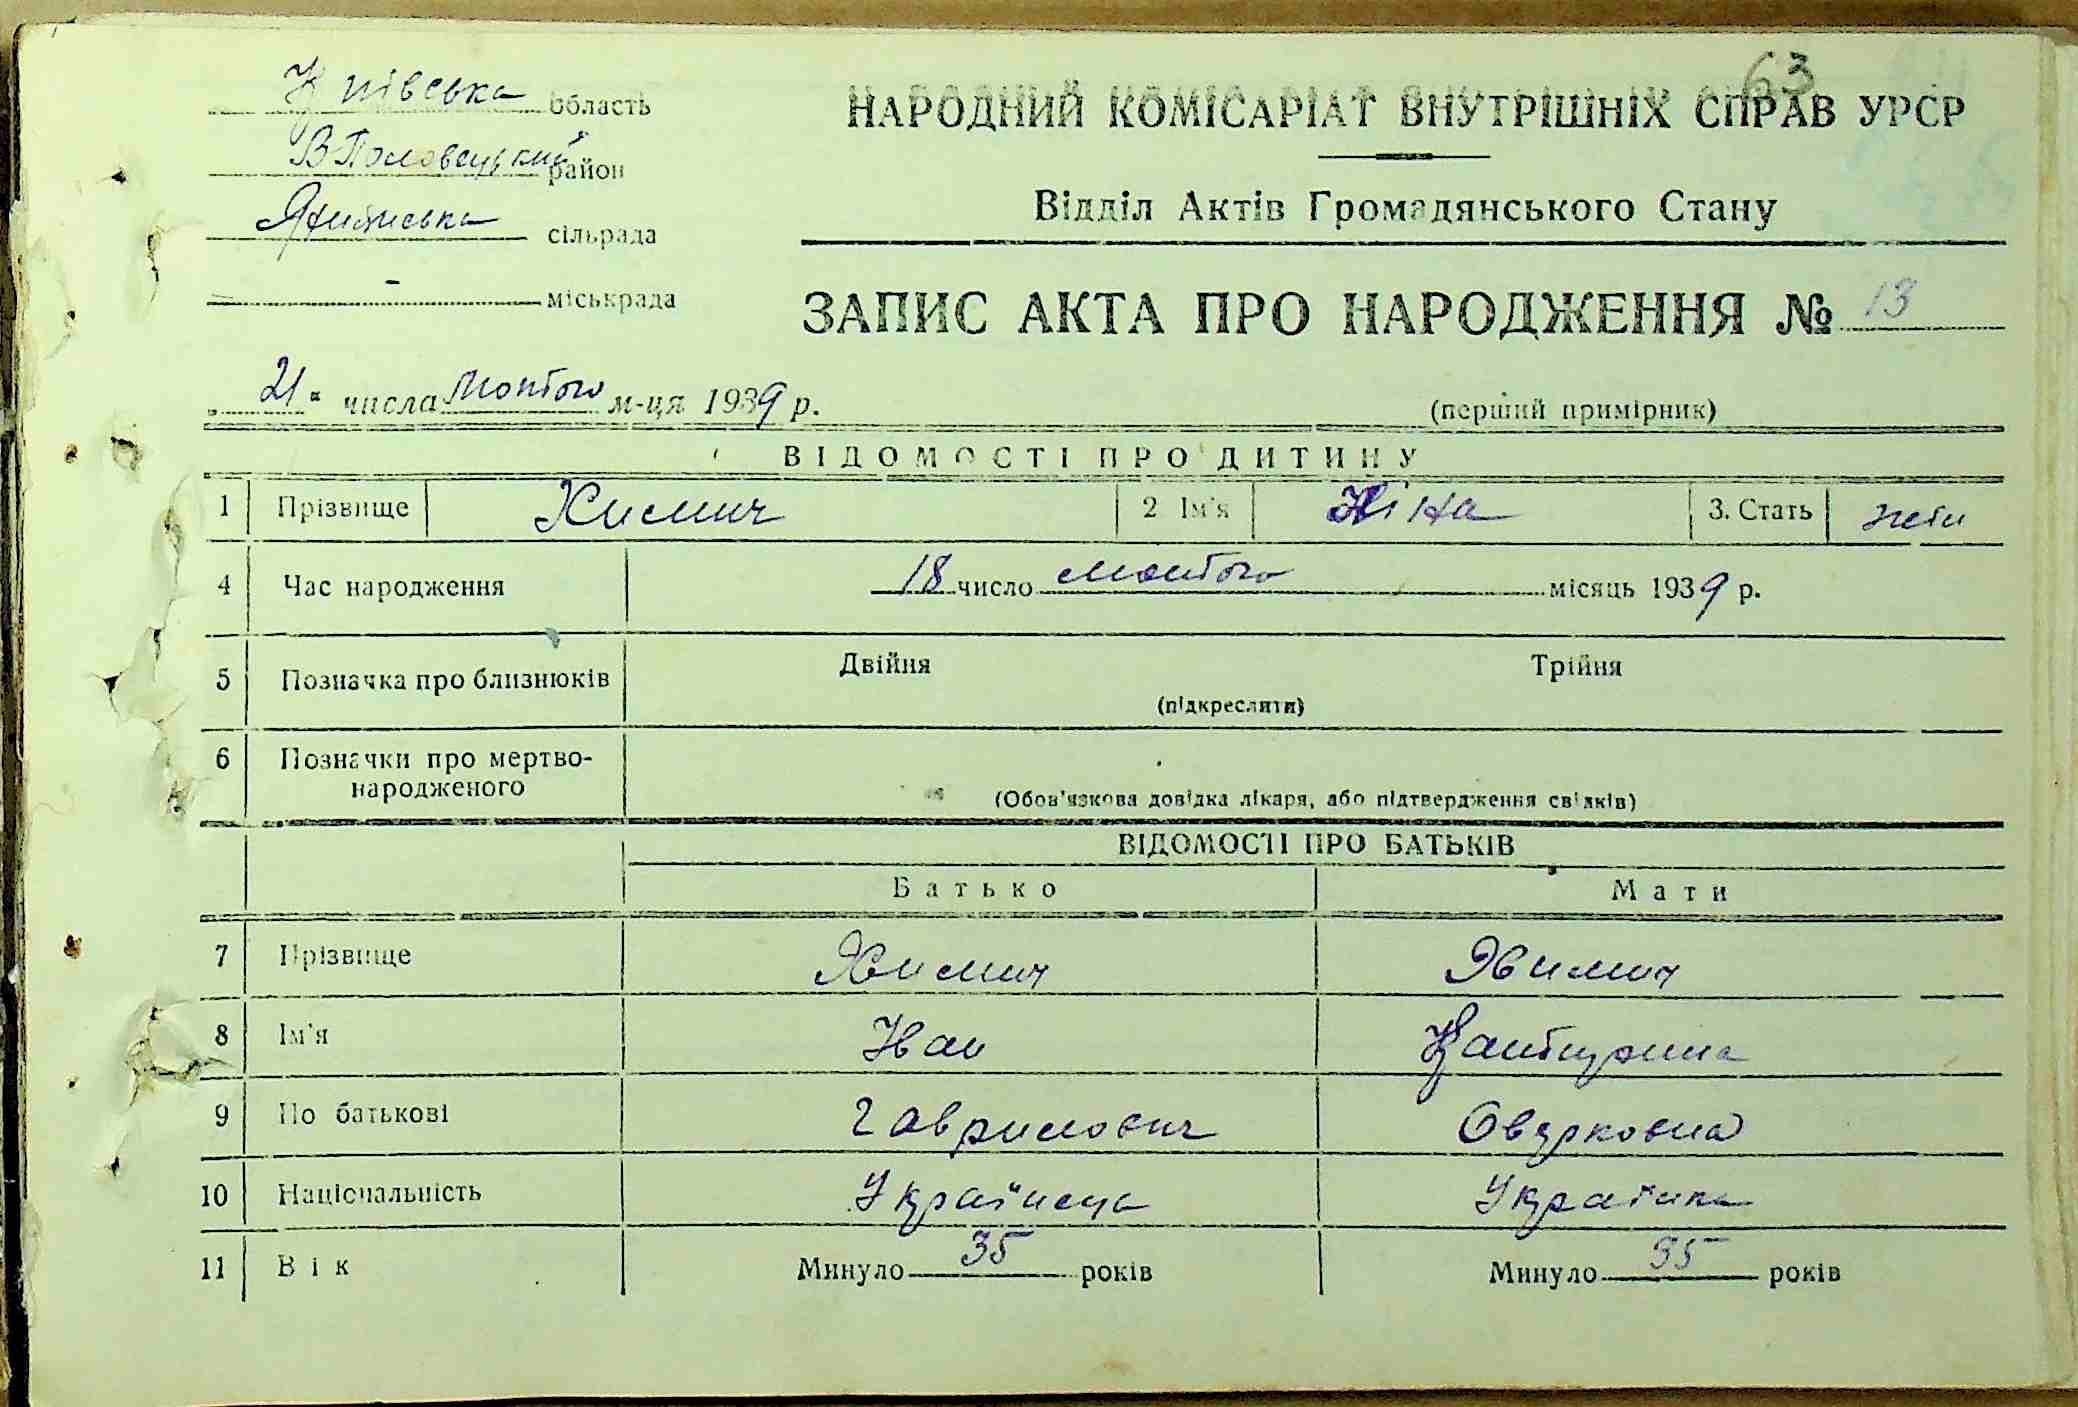 63
Київська область
НАРОДНИЙ КОМІСАРІАТ ВНУТРІШНІХ СПРАВ УРСР
В Половецький район
Відділ Актів Громадянського Стану
сільрада
- міськрада
ЗАПИС АКТА ПРО НАРОДЖЕННЯ № 13
„21" числа Лютого м-ця 1939 р.
(перший примірник)
ВІДОМОСТІ ПРО ДИТИНУ
1 Прізвище Химич 2 Ім'я Ніна 3. Стать жен
4 Час народження 18 число лютого місяць 1939 р.
5 Позначка про близнюків Двійня Трійня
(підкреслити)
6 Позначки про мертво-
народженого
(Обов'язкова довідка лікаря, або підтвердження свідків)
ВІДОМОСТІ ПРО БАТЬКІВ
Батько Мати
7 Прізвище Химич Химич
8 Ім'я Іван
9 По батькові Гаврилович Оверковна
10 Національність Українець Українка
11 Вік Минуло 35 років Минуло 35 років